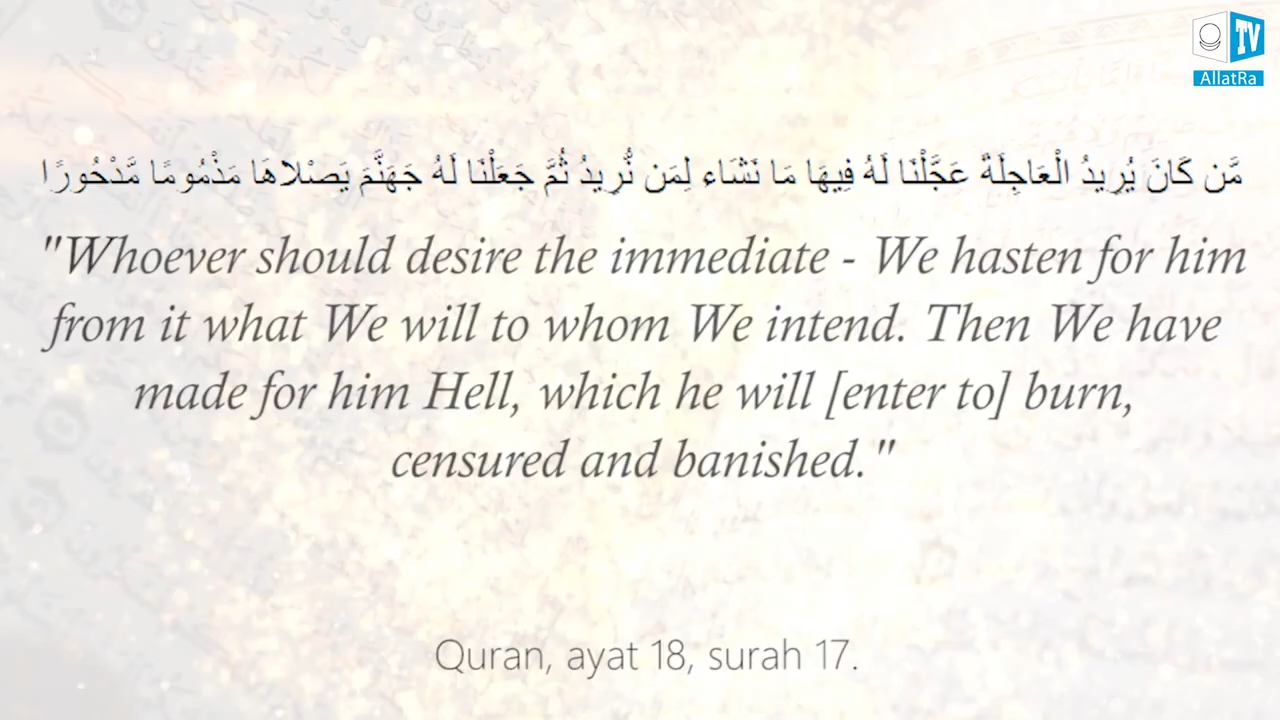 TV
AllatRa
مَّن كَانَ يُرِيدُ الْعَاجِلَةَ عَجَّلْنَا لَهُ فِيهَا مَا نَشَاء لِمَن نُّرِيدُ ثُمَّ جَعَلْنَا لَهُ جَهَنَّمَ يَصْلاهَا مَذْمُومًا مَّدْحُورًا
"Whoever should desire the immediate - We hasten for him
from it what We will to whom We intend. Then We have
made for him Hell, which he will [enter to] burn,
censured and banished."
Quran, ayat 18, surah 17.